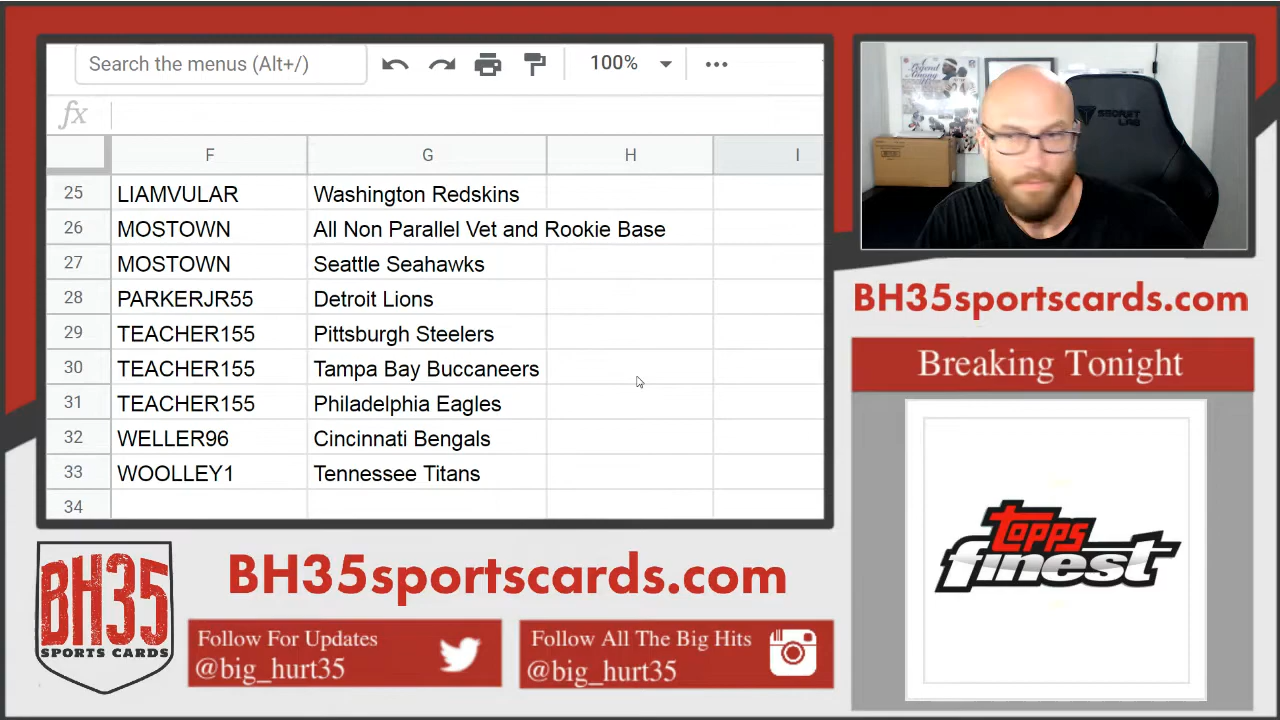 Search the menus (Alt+/)
100%
fx
F G H I
25 LIAMVULAR Washington Redskins
26 MOSTOWN All Non Parallel Vet and Rookie Base
27 MOSTOWN Seattle Seahawks
28 PARKERJR55 Detroit Lions
29 TEACHER155 Pittsburgh Steelers
30 TEACHER155 Tampa Bay Buccaneers
31 TEACHER155 Philadelphia Eagles
32 WELLER96 Cincinnati Bengals
33 WOOLLEY1 Tennessee Titans
34
SECRET
LAB
BH35sportscards.com
Breaking Tonight
topps
finest
BH35
SPORTS CARDS
BH35sportscards.com
Follow For Updates
@big_hurt35
Follow All The Big Hits
@big_hurt35